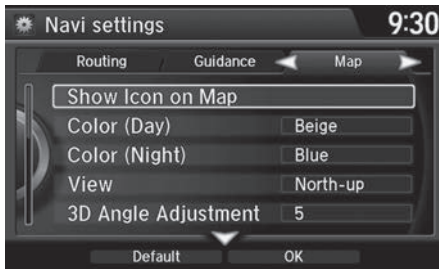 Navi settings 9:30
Routing Guidance Map
Show Icon on Map
Color (Day) Beige
Color (Night) Blue
View North-up
3D Angle Adjustment 5
Default OK